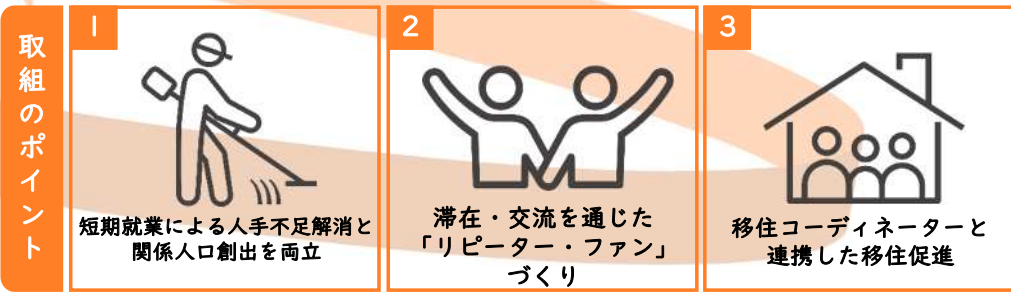 取組のポイント
1
短期就業による人手不足解消と
関係人口創出を両立
2
滞在・交流を通じた
「リピーター・ファン」
づくり
3
移住コーディネーターと
連携した移住促進